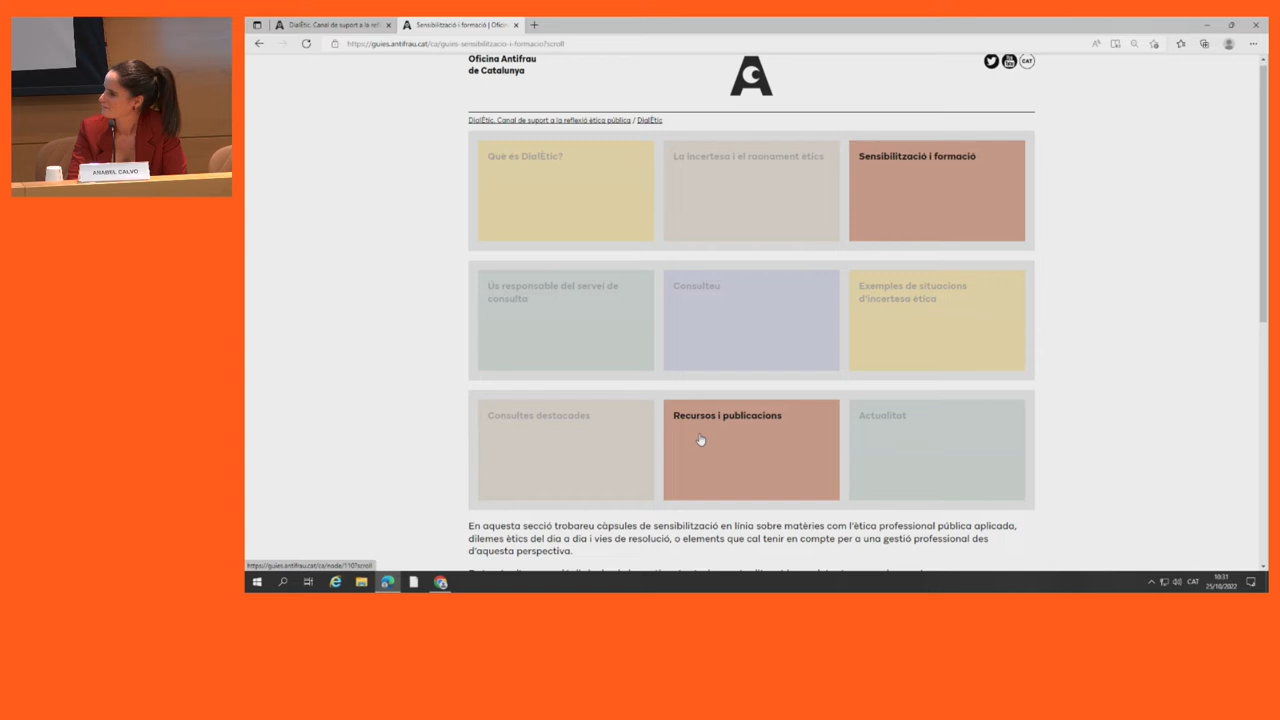 DialÈtic. Canal de suport a la refl
Sensibilització i formació | Oficin
https://guies.antifrau.cat/ca/guies-sensibilitzacio-i-formacio?scroll
Oficina Antifrau
de Catalunya
CAT
DialÈtic. Canal de suport a la reflexió ètica pública / DialÈtic
Què és DialÈtic?
La incertesa i el raonament ètics
Sensibilització i formació
Ús responsable del servei de
consulta
Consulteu
Exemples de situacions
d'incertesa ètica
Consultes destacades
Recursos i publicacions
Actualitat
En aquesta secció trobareu càpsules de sensibilització en línia sobre matèries com l'ètica professional pública aplicada,
dilemes ètics del dia a dia i vies de resolució, o elements que cal tenir en compte per a una gestió professional des
d'aquesta perspectiva.
https://guies.antifrau.cat/ca/node/110?scroll
CAT
10:31
25/10/2022
ANABEL CALVO